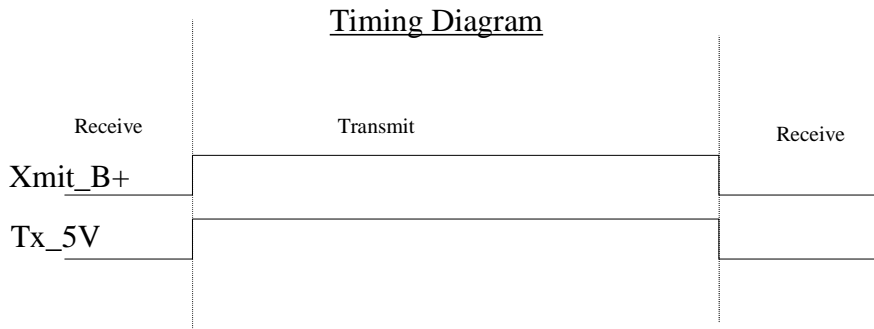 Timing Diagram
Receive
Transmit
Receive
Xmit_B+
Tx_5V